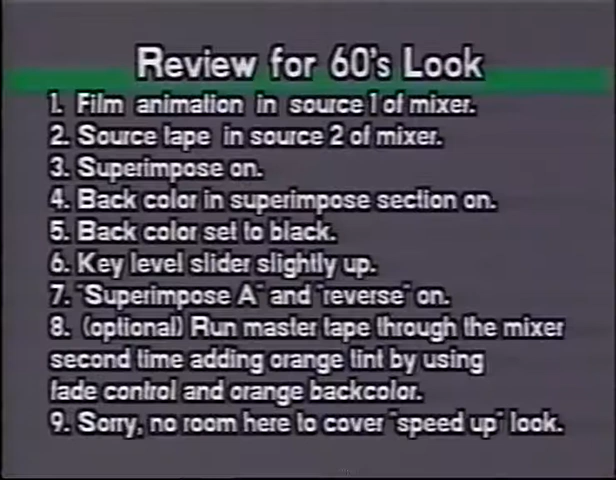 Review for 60's Look
1. Film animation in source 1 of mixer.
2. Source tape in source 2 of mixer.
3. Superimpose on.
4. Back color in superimpose section on.
5. Back color set to black.
6. Key level slider slightly up.
7. "Superimpose A" and "reverse" on.
8. (optional) Run master tape through the mixer
second time adding orange tint by using
fade control and orange backcolor.
9. Sorry, no room here to cover "speed up" look.